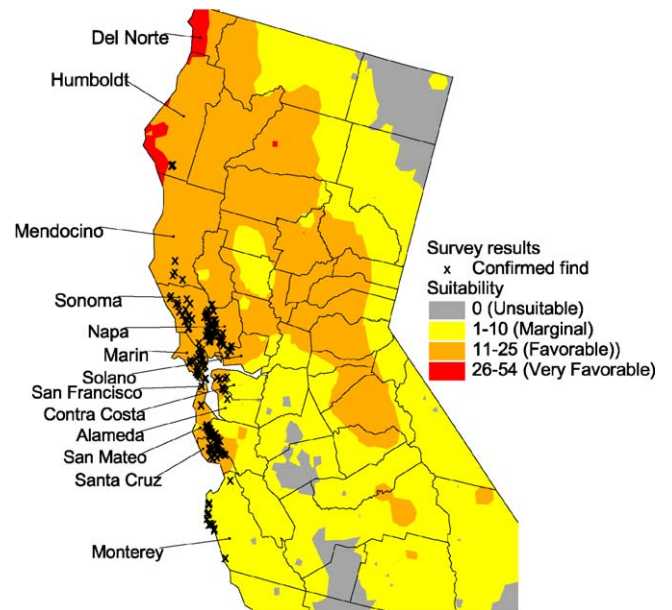 Del Norte
Humboldt
Mendocino
Sonoma
Napa
Marin
Solano
San Francisco
Contra Costa
Alameda
San Mateo
Santa Cruz
Monterey
Survey results
x Confirmed find
Suitability
0 (Unsuitable)
1-10 (Marginal)
11-25 (Favorable))
26-54 (Very Favorable)